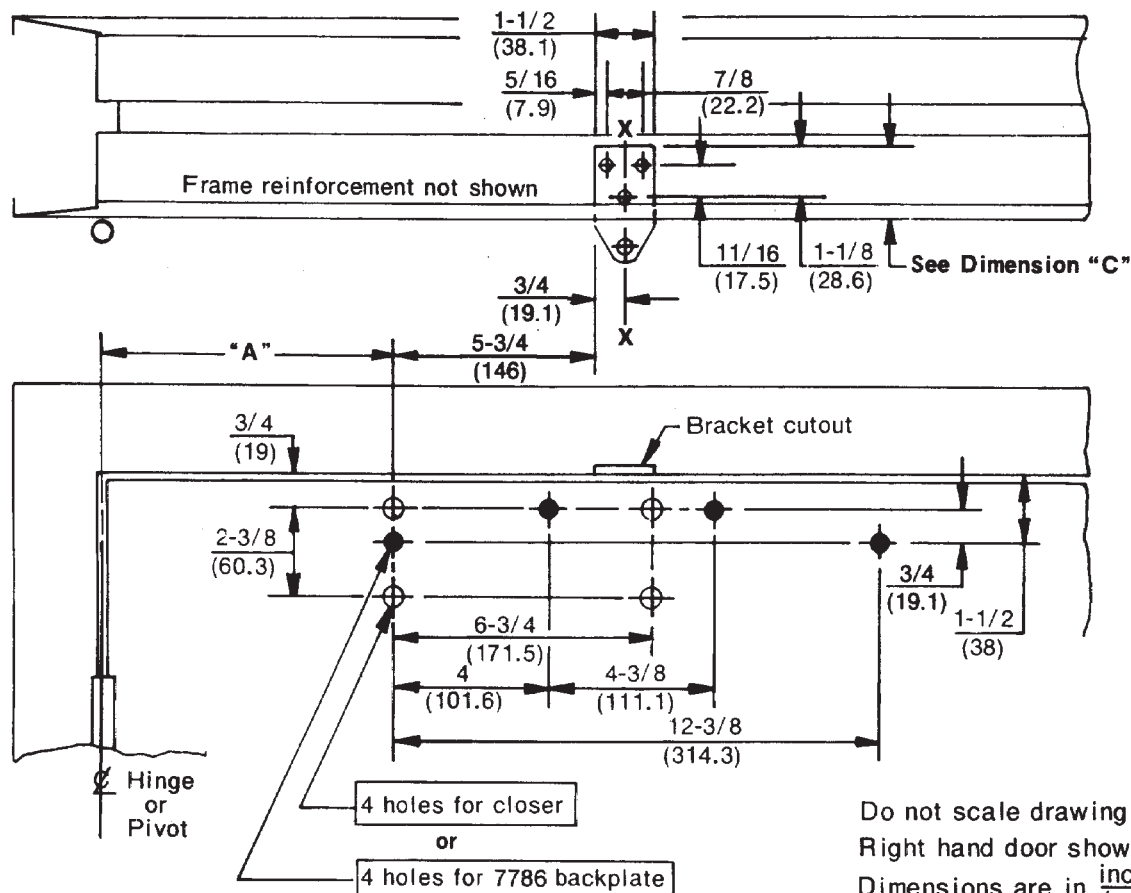 1-1/2
(38.1)
5/16
(7.9)
7/8
(22.2)
X
Frame reinforcement not shown
11/16
(17.5)
1-1/8
(28.6)
See Dimension "C"
3/4
(19.1)
X
"A"
5-3/4
(146)
3/4
(19)
Bracket cutout
2-3/8
(60.3)
3/4
(19.1)
1-1/2
(38)
6-3/4
(171.5)
4
(101.6)
4-3/8
(111.1)
12-3/8
(314.3)
℄ Hinge
or
Pivot
4 holes for closer
or
4 holes for 7786 backplate
Do not scale drawing
Right hand door show
Dimensions are in